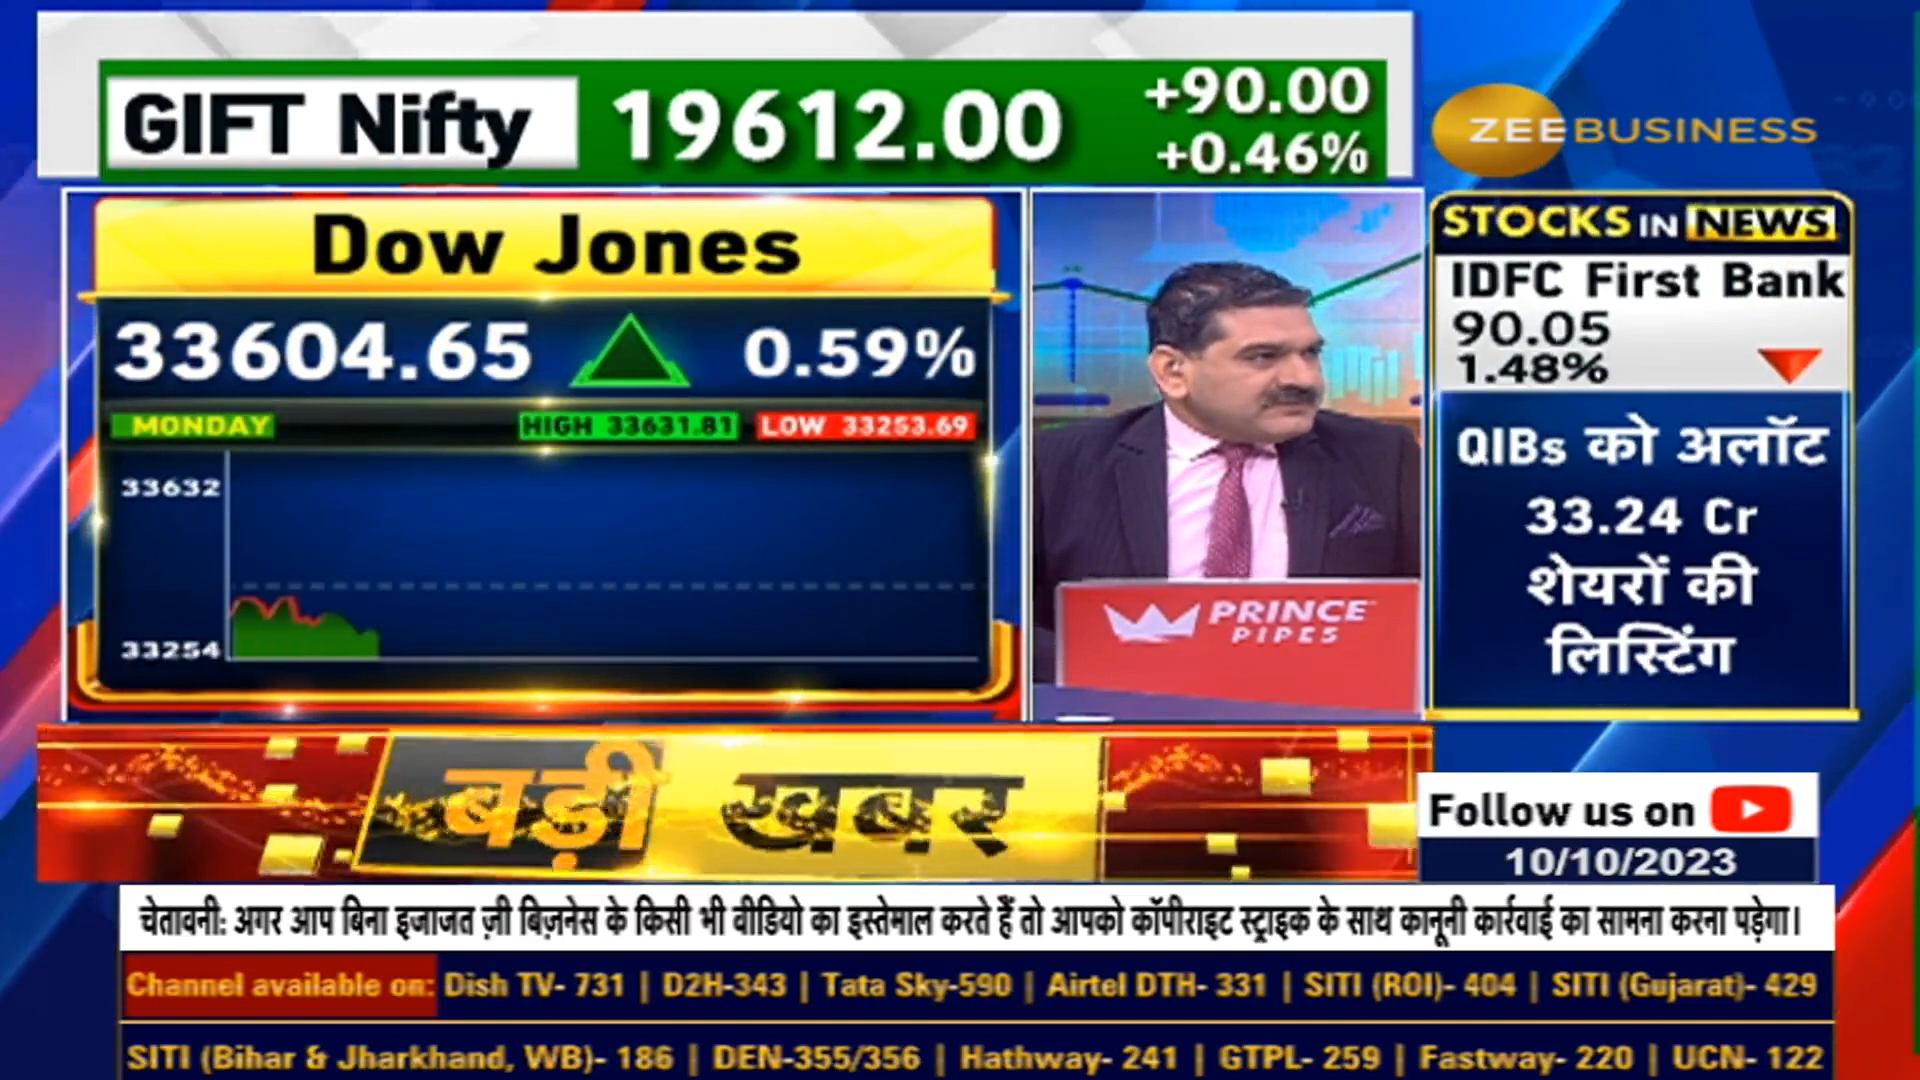 GIFT Nifty 19612.00 +90.00
+0.46%
ZEEBUSINESS
Dow Jones
33604.65 0.59%
MONDAY HIGH 33631.81 LOW 33253.69
33632
33254
PRINCE
PIPES
STOCKS IN NEWS
IDFC First Bank
90.05
1.48%
QIBs को अलॉट
33.24 Cr
शेयरों की
लिस्टिंग
बड़ी खबर
Follow us on
10/10/2023
चेतावनी: अगर आप बिना इजाजत ज़ी बिज़नेस के किसी भी वीडियो का इस्तेमाल करते हैं तो आपको कॉपीराइट स्ट्राइक के साथ कानूनी कार्रवाई का सामना करना पड़ेगा।
Channel available on: Dish TV- 731 | D2H-343 | Tata Sky-590 | Airtel DTH- 331 | SITI (ROI)- 404 | SITI (Gujarat)- 429
SITI (Bihar & Jharkhand, WB)- 186 | DEN-355/356 | Hathway- 241 | GTPL- 259 | Fastway- 220 | UCN- 122